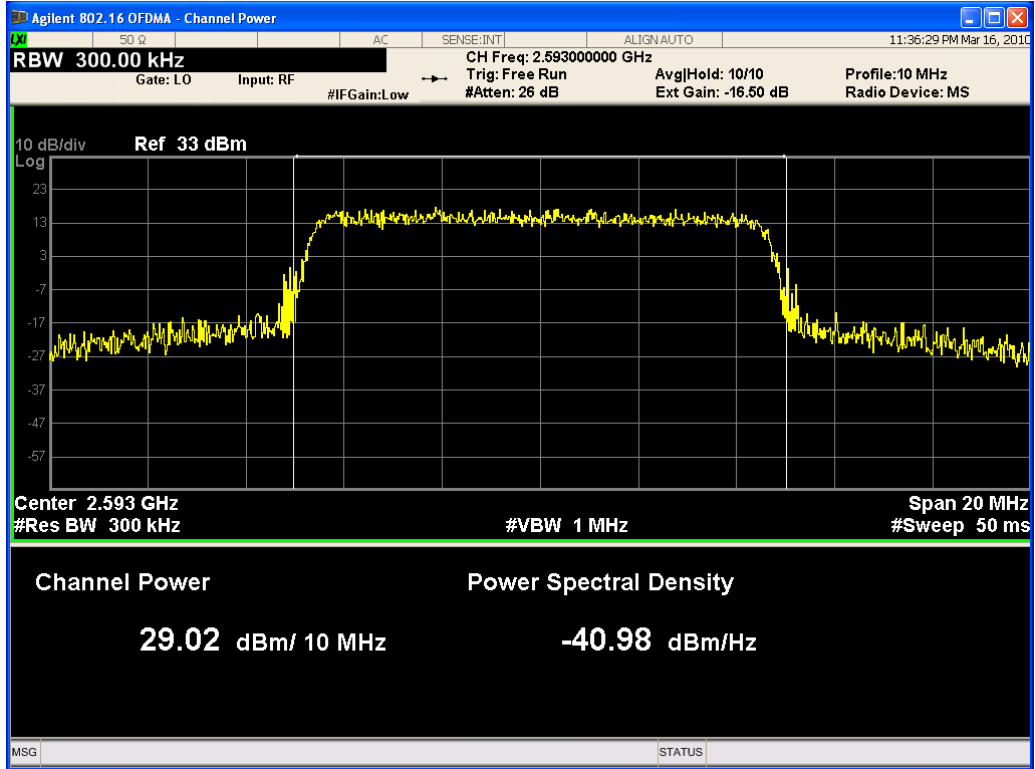 Agilent 802.16 OFDMA - Channel Power
LXI 50 Ω AC SENSE:INT ALIGN AUTO 11:36:29 PM Mar 16, 2010
RBW 300.00 kHz
CH Freq: 2.593000000 GHz
Gate: LO Input: RF Trig: Free Run Avg|Hold: 10/10 Profile:10 MHz
#IFGain:Low #Atten: 26 dB Ext Gain: -16.50 dB Radio Device: MS
10 dB/div Ref 33 dBm
Log
23
13
3
-7
-17
-27
-37
-47
-57
Center 2.593 GHz Span 20 MHz
#Res BW 300 kHz #VBW 1 MHz #Sweep 50 ms
Channel Power Power Spectral Density
29.02 dBm/ 10 MHz -40.98 dBm/Hz
MSG STATUS